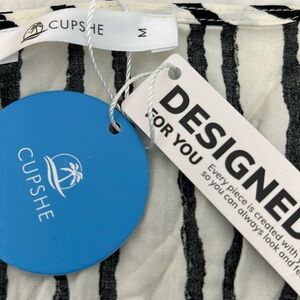 CUPSHE
M
CUPSHE
DESIGNED
FOR YOU
Every piece is created with
so you can always look and